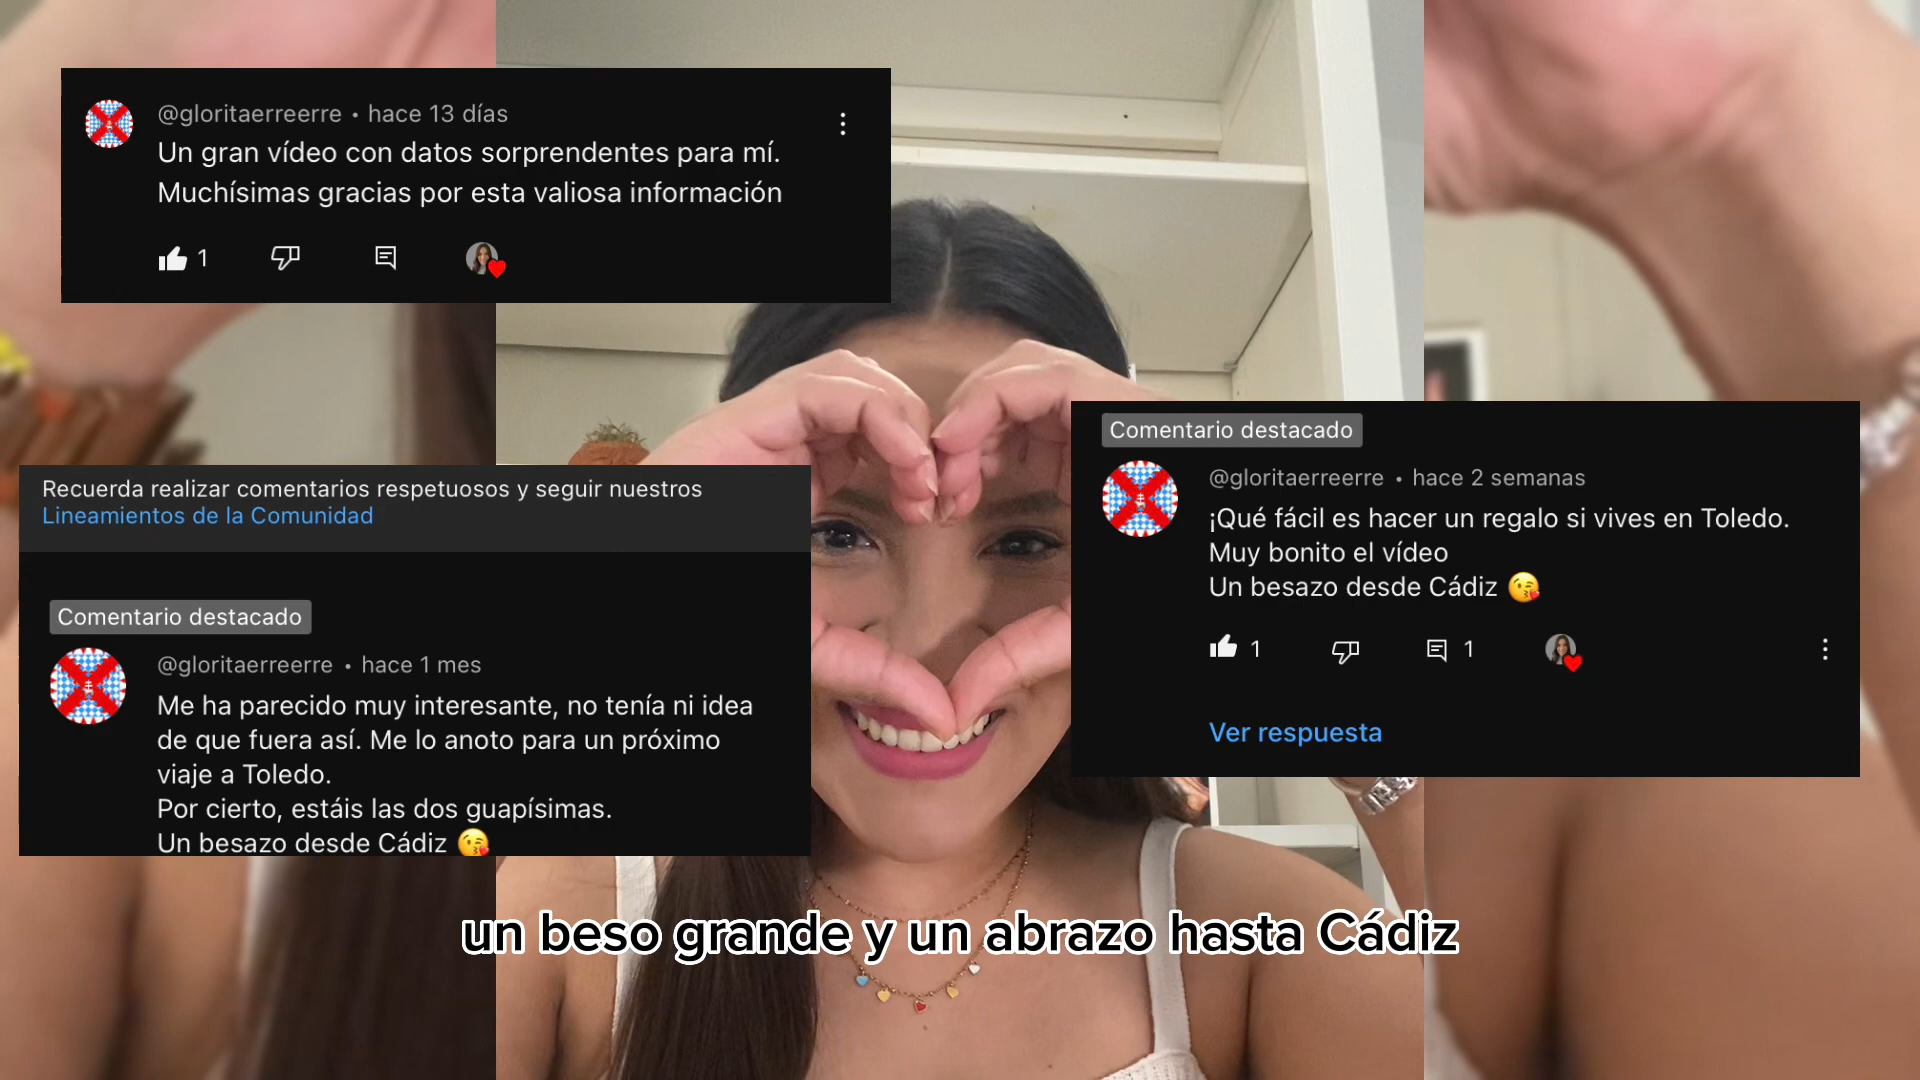 @gloritaerreerre • hace 13 días
Un gran vídeo con datos sorprendentes para mí.
Muchísimas gracias por esta valiosa información
1
Recuerda realizar comentarios respetuosos y seguir nuestros
Lineamientos de la Comunidad
Comentario destacado
@gloritaerreerre • hace 1 mes
Me ha parecido muy interesante, no tenía ni idea
de que fuera así. Me lo anoto para un próximo
viaje a Toledo.
Por cierto, estáis las dos guapísimas.
Un besazo desde Cádiz 😘
Comentario destacado
@gloritaerreerre • hace 2 semanas
¡Qué fácil es hacer un regalo si vives en Toledo.
Muy bonito el vídeo
Un besazo desde Cádiz 😘
1 1
Ver respuesta
un beso grande y un abrazo hasta Cádiz